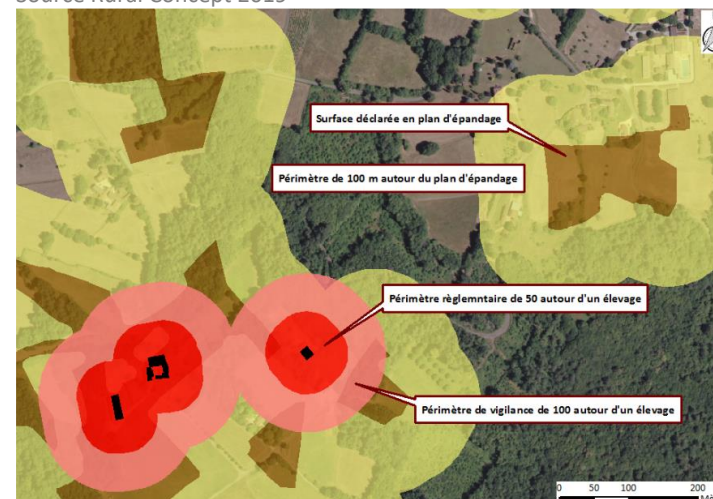 Source Rural Concept 2015
Surface déclarée en plan d'épandage
Périmètre de 100 m autour du plan d'épandage
Périmètre règlemntaire de 50 autour d'un élevage
Périmètre de vigilance de 100 autour d'un élevage
0 50 100 200